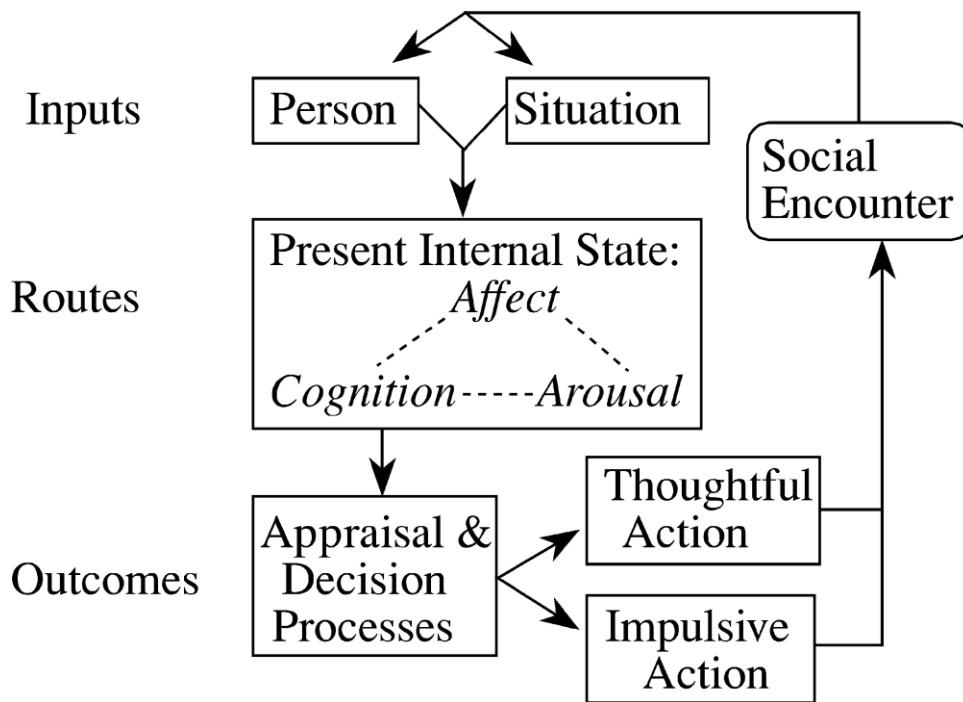 Inputs
Person
Situation
Social
Encounter
Routes
Present Internal State:
Affect
Cognition
Arousal
Outcomes
Appraisal &
Decision
Processes
Thoughtful
Action
Impulsive
Action